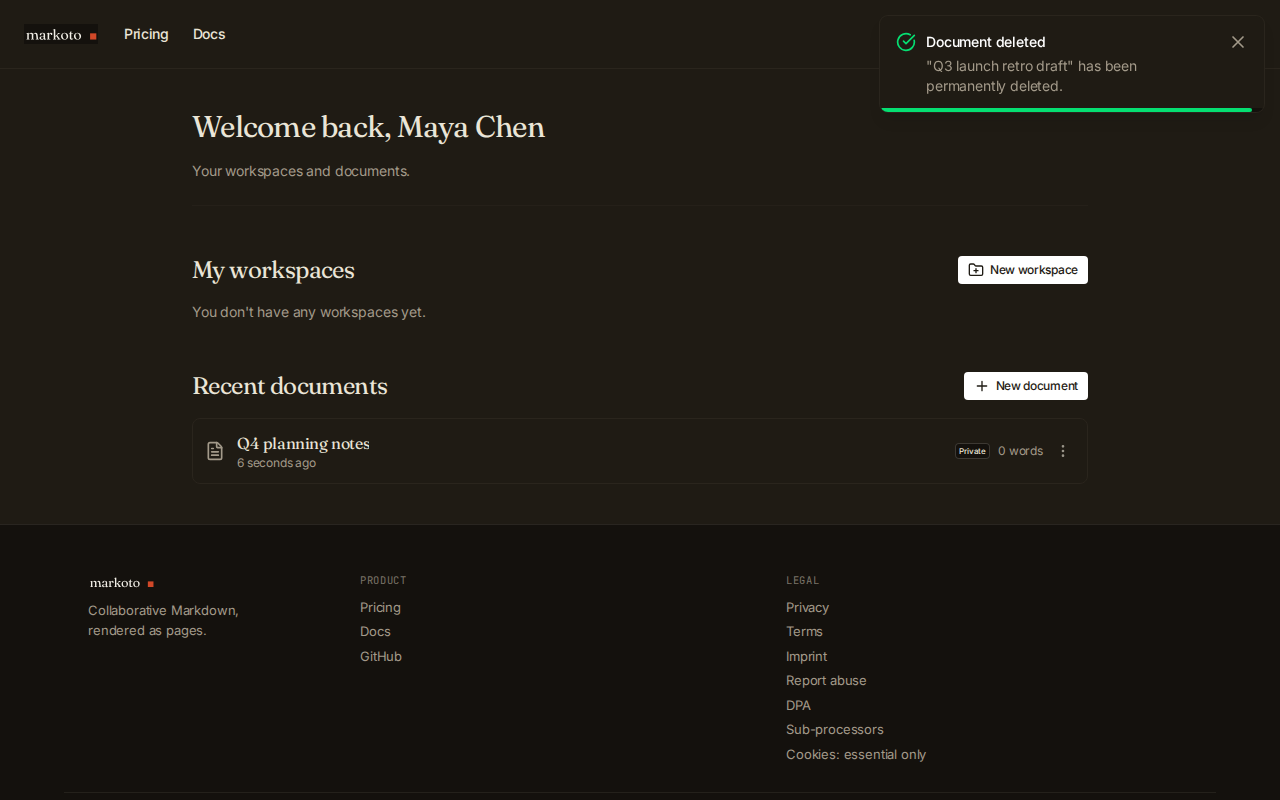 markoto
Pricing
Docs
Document deleted
"Q3 launch retro draft" has been
permanently deleted.
Welcome back, Maya Chen
Your workspaces and documents.
My workspaces
New workspace
You don't have any workspaces yet.
Recent documents
New document
Q4 planning notes
6 seconds ago
Private
0 words
markoto
Collaborative Markdown,
rendered as pages.
PRODUCT
Pricing
Docs
GitHub
LEGAL
Privacy
Terms
Imprint
Report abuse
DPA
Sub-processors
Cookies: essential only